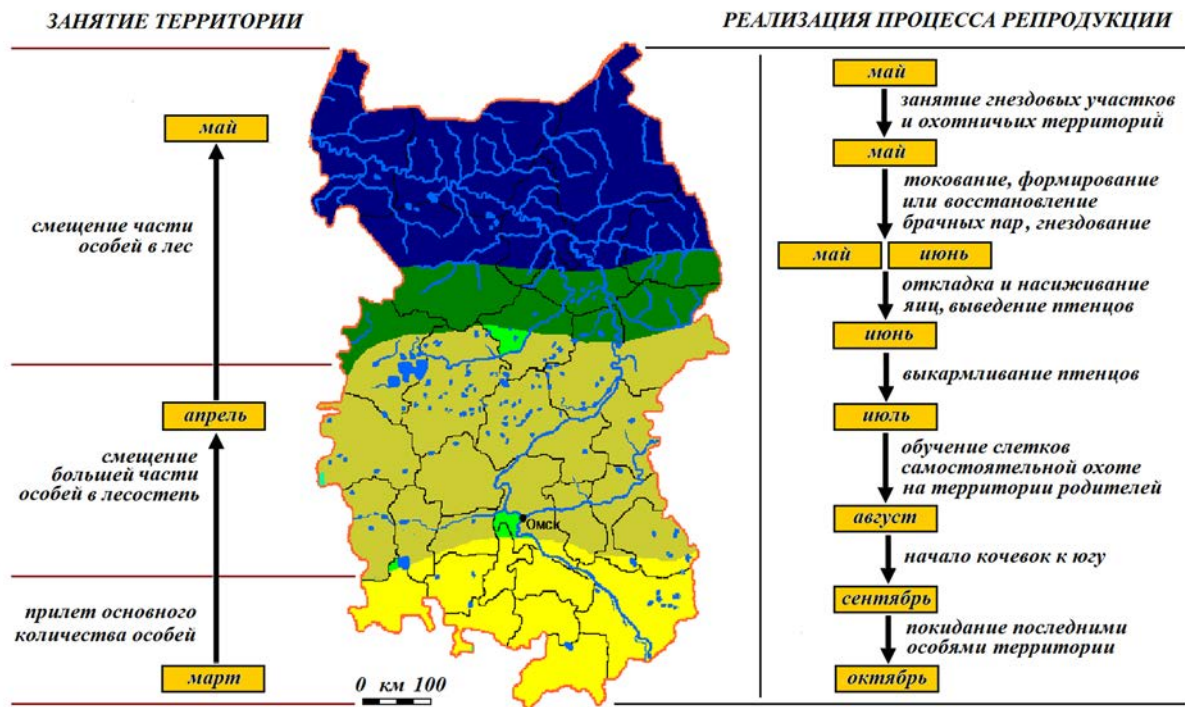 ЗАНЯТИЕ ТЕРРИТОРИИ
май
смещение части
особей в лес
апрель
смещение
большей части
особей в лесостепь
прилет основного
количества особей
март
Омск
0 км 100
РЕАЛИЗАЦИЯ ПРОЦЕССА РЕПРОДУКЦИИ
май
занятие гнездовых участков
и охотничьих территорий
май
токование, формирование
или восстановление
брачных пар, гнездование
май июнь
откладка и насиживание
яиц, выведение птенцов
июнь
выкармливание птенцов
июль
обучение слетков
самостоятельной охоте
на территории родителей
август
начало кочевок к югу
сентябрь
покидание последними
особями территории
октябрь